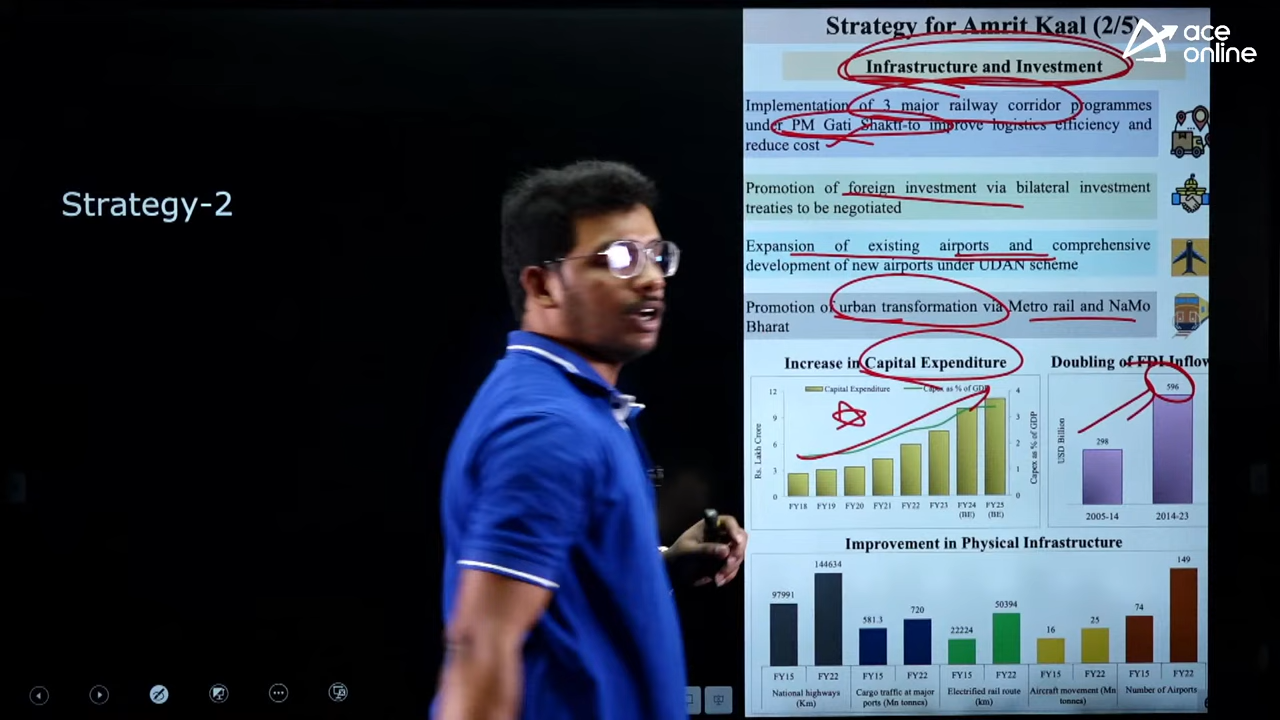 Strategy for Amrit Kaal (2/5)
ace
online
Infrastructure and Investment
Implementation of 3 major railway corridor programmes
under PM Gati Shakti-to improve logistics efficiency and
reduce cost
Strategy-2
Promotion of foreign investment via bilateral investment
treaties to be negotiated
Expansion of existing airports and comprehensive
development of new airports under UDAN scheme
Promotion of urban transformation via Metro rail and NaMo
Bharat
Increase in Capital Expenditure
Capital Expenditure
Capex as % of GDP
Rs. Lakh Crore
12
9
6
3
0
4
3
2
1
0
Capex as % of GDP
FY18 FY19 FY20 FY21 FY22 FY23 FY24 (BE) FY25 (BE)
Doubling of FDI Inflow
USD Billion
298
596
2005-14 2014-23
Improvement in Physical Infrastructure
97991 144634
581.3 720
22224 50394
16 25
74 149
FY15 FY22 FY15 FY22 FY15 FY22 FY15 FY22 FY15 FY22
National highways
(Km)
Cargo traffic at major
ports (Mn tonnes)
Electrified rail route
(km)
Aircraft movement (Mn
tonnes)
Number of Airports